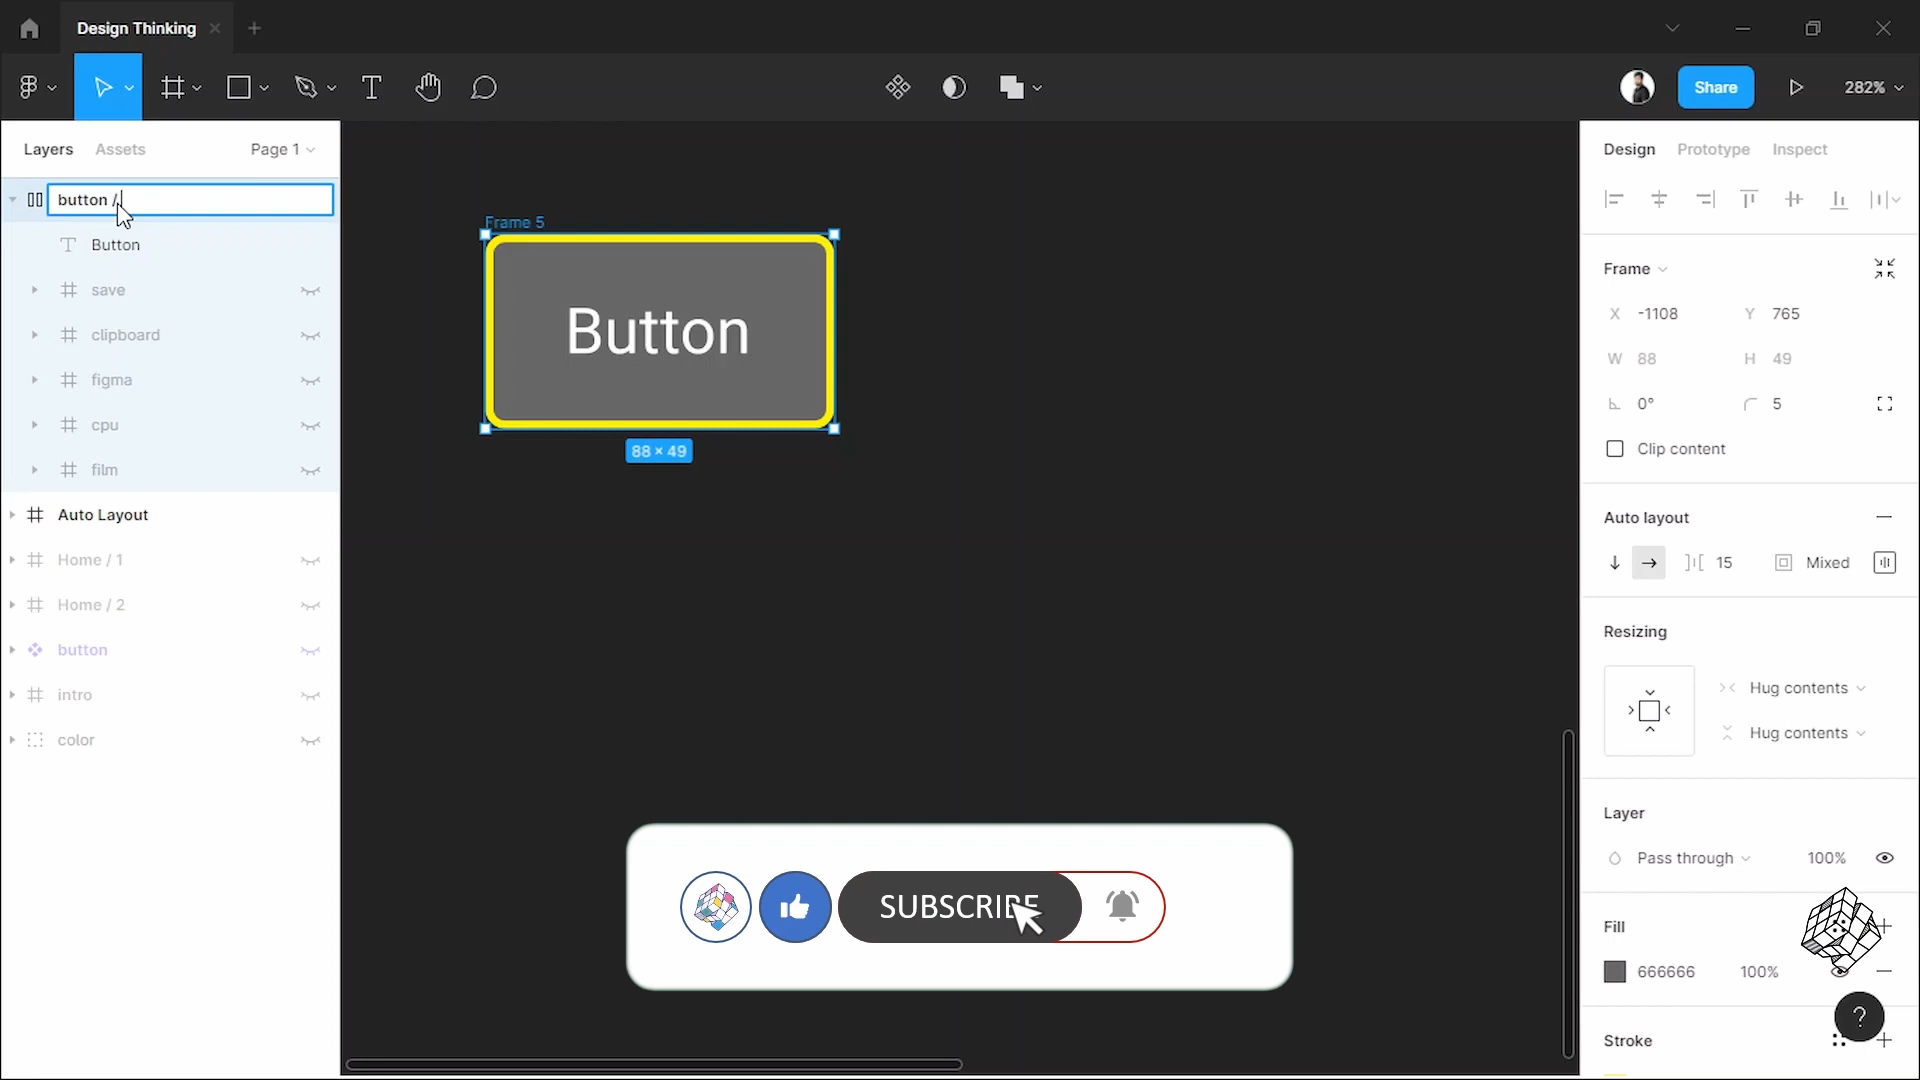 Design Thinking
Share
282%
Layers
Assets
Page 1
Design
Prototype
Inspect
button /
Button
save
clipboard
figma
cpu
film
Auto Layout
Home / 1
Home / 2
button
intro
color
Frame 5
Button
88 × 49
SUBSCRIBE
Frame
X -1108
Y 765
W 88
H 49
0°
5
Clip content
Auto layout
15
Mixed
Resizing
Hug contents
Hug contents
Layer
Pass through
100%
Fill
666666
100%
?
Stroke